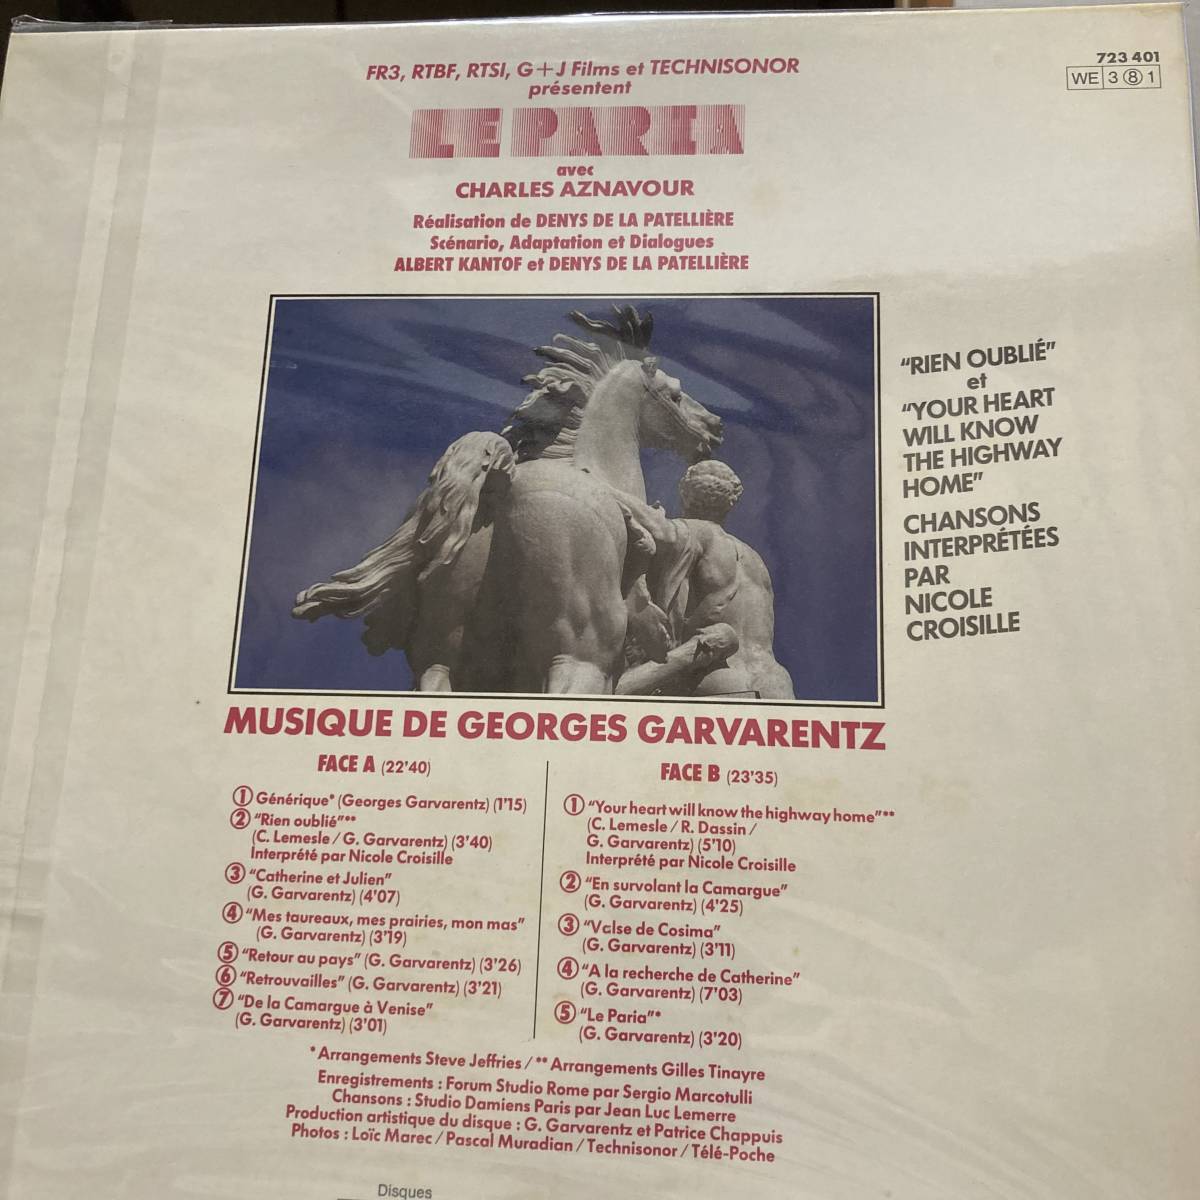 723 401
WE 3 8 1
FR3, RTBF, RTSI, G+J Films et TECHNISONOR
présentent
LE PARIA
avec
CHARLES AZNAVOUR
Réalisation de DENYS DE LA PATELLIÈRE
Scénario, Adaptation et Dialogues
ALBERT KANTOF et DENYS DE LA PATELLIÈRE
“RIEN OUBLIÉ”
et
“YOUR HEART
WILL KNOW
THE HIGHWAY
HOME”
CHANSONS
INTERPRÉTÉES
PAR
NICOLE
CROISILLE
MUSIQUE DE GEORGES GARVARENTZ
FACE A (22'40)
① Générique* (Georges Garvarentz) (1'15)
② “Rien oublié”**
(C. Lemesle / G. Garvarentz) (3'40)
Interprété par Nicole Croisille
③ “Catherine et Julien”
(G. Garvarentz) (4'07)
④ “Mes taureaux, mes prairies, mon mas”
(G. Garvarentz) (3'19)
⑤ “Retour au pays” (G. Garvarentz) (3'26)
⑥ “Retrouvailles” (G. Garvarentz) (3'21)
⑦ “De la Camargue à Venise”
(G. Garvarentz) (3'01)
FACE B (23'35)
① “Your heart will know the highway home”**
(C. Lemesle / R. Dassin /
G. Garvarentz) (5'10)
Interprété par Nicole Croisille
② “En survolant la Camargue”
(G. Garvarentz) (4'25)
③ “Valse de Cosima”
(G. Garvarentz) (3'11)
④ “A la recherche de Catherine”
(G. Garvarentz) (7'03)
⑤ “Le Paria”*
(G. Garvarentz) (3'20)
* Arrangements Steve Jeffries / ** Arrangements Gilles Tinayre
Enregistrements : Forum Studio Rome par Sergio Marcotulli
Chansons : Studio Damiens Paris par Jean Luc Lemerre
Production artistique du disque : G. Garvarentz et Patrice Chappuis
Photos : Loïc Marec / Pascal Muradian / Technisonor / Télé-Poche
Disques